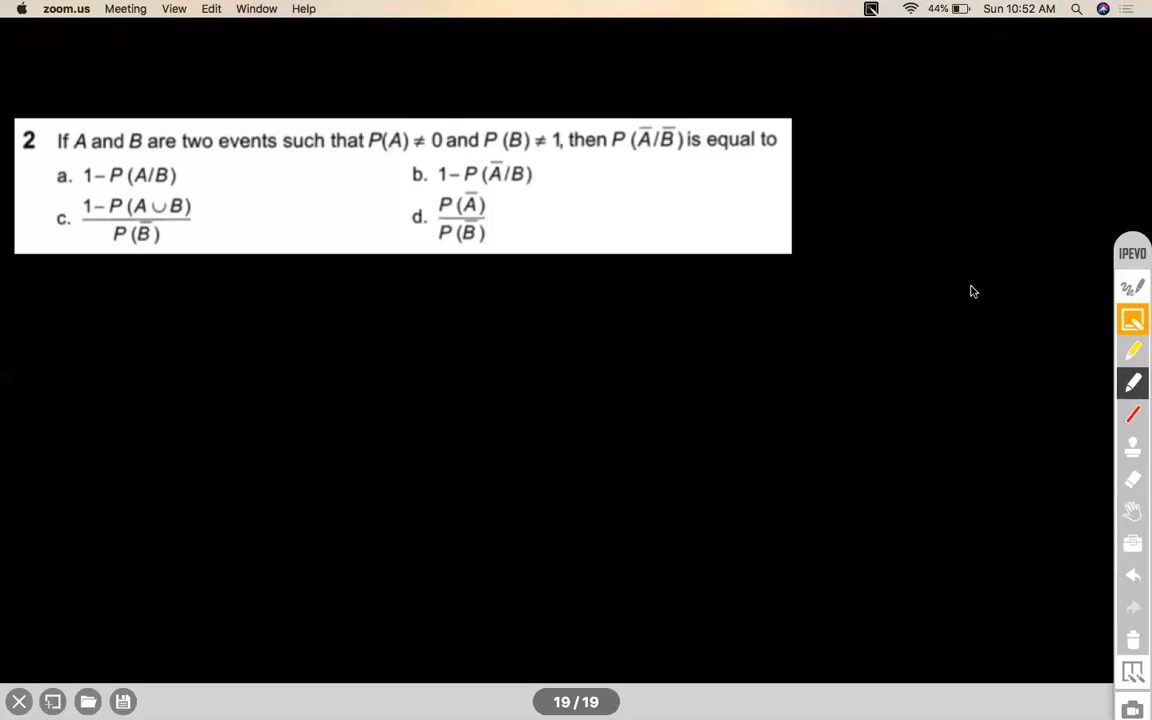 zoom.us Meeting View Edit Window Help 44% Sun 10:52 AM
2 If A and B are two events such that P(A) ≠ 0 and P (B) ≠ 1, then P (A̅/B̅) is equal to
a. 1– P (A/B) b. 1– P (A̅/B)
c. 1– P (A ∪ B) / P (B̅) d. P (A̅) / P (B̅)
IPEVO
19 / 19